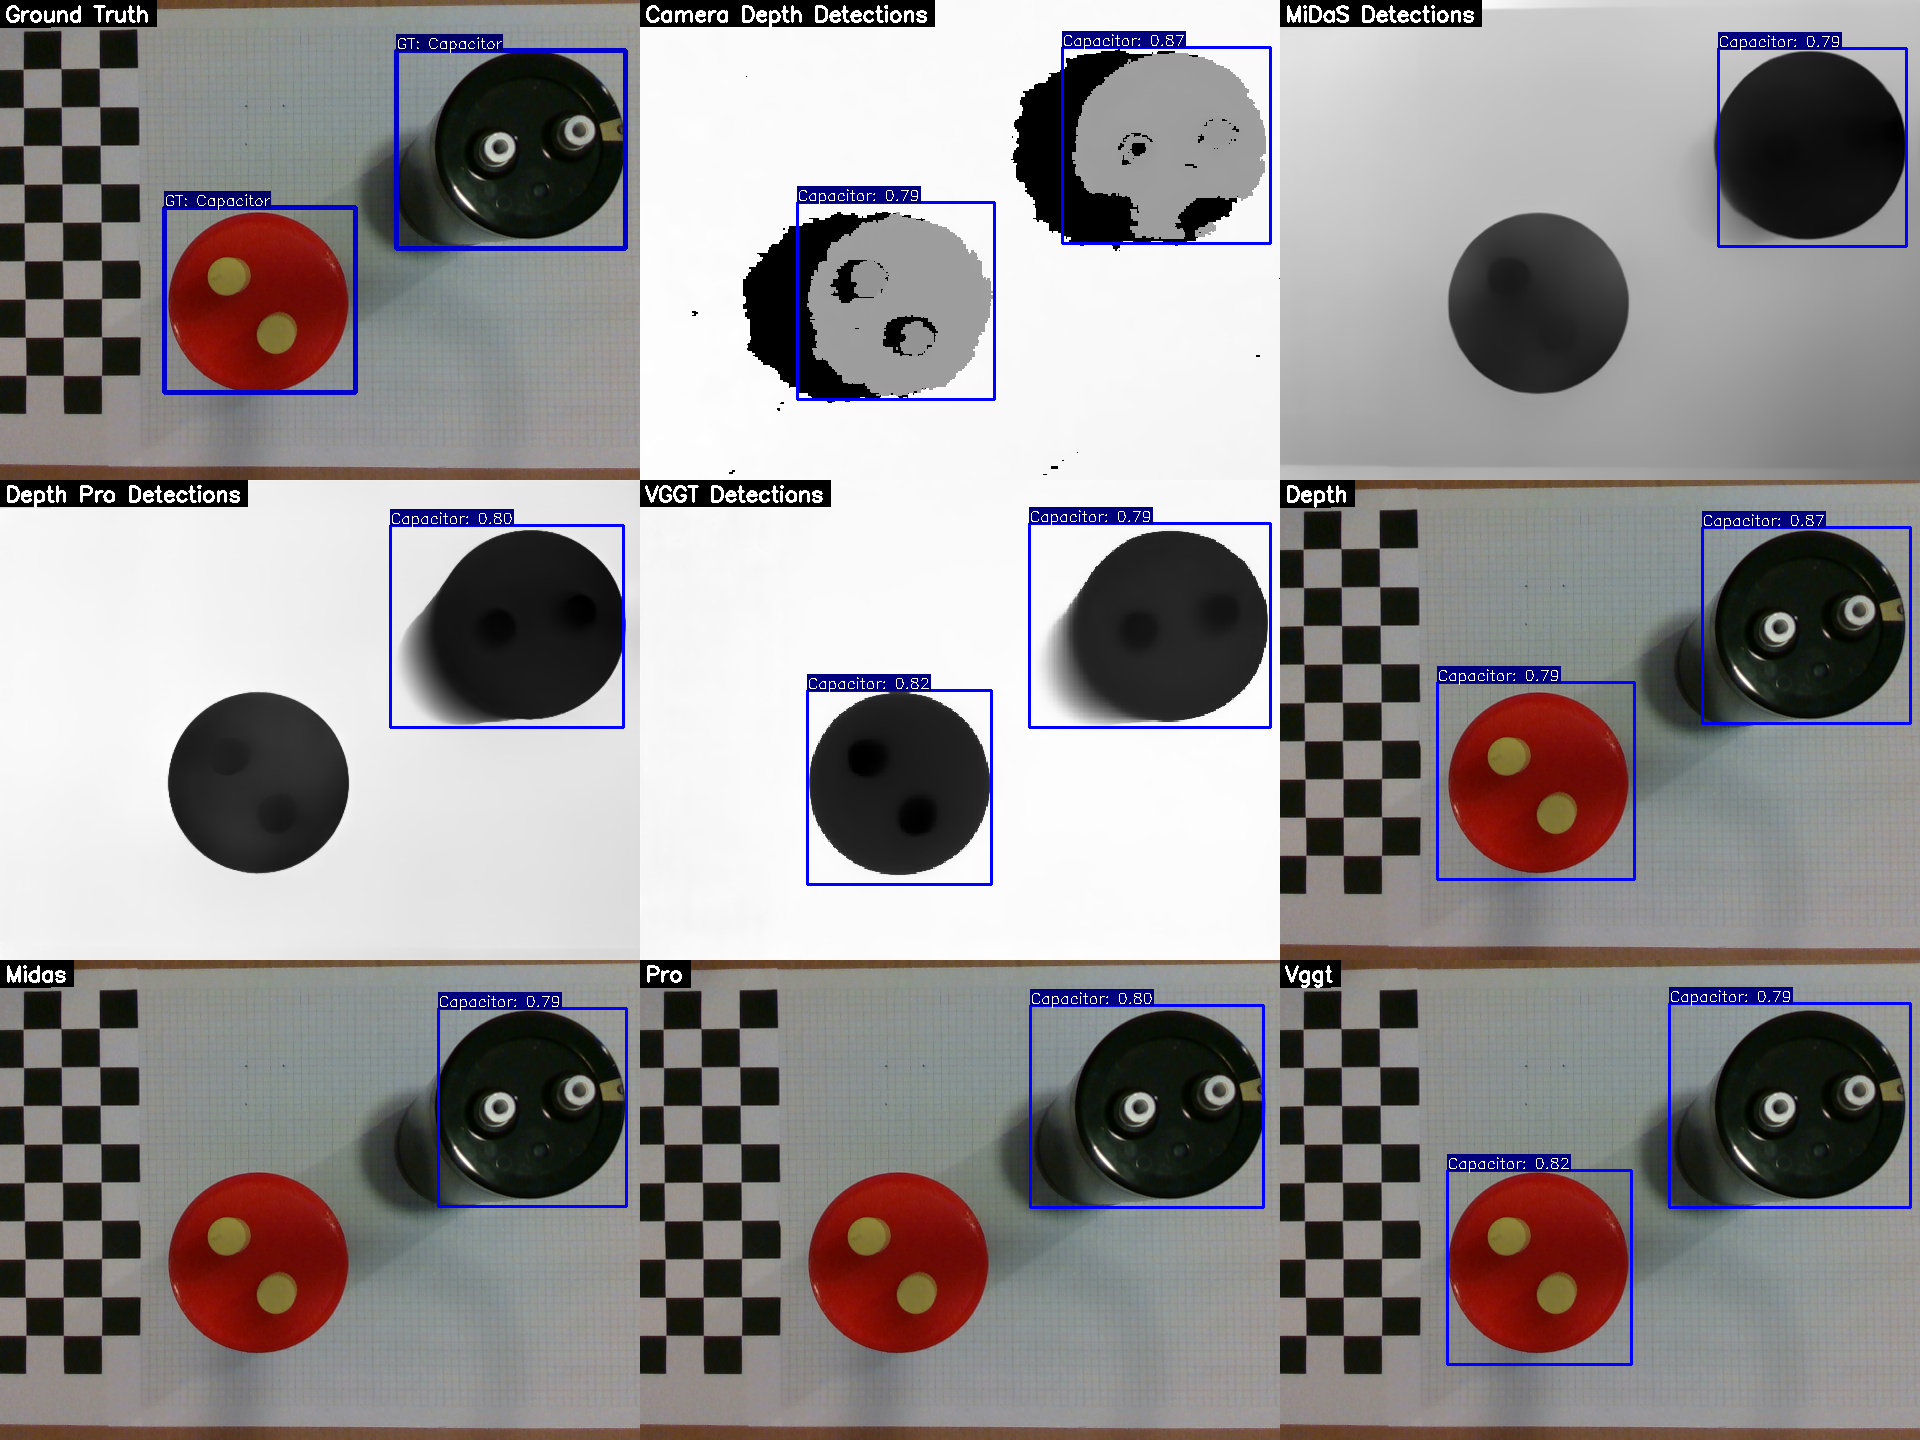 Ground Truth
GT: Capacitor
GT: Capacitor
Camera Depth Detections
Capacitor: 0.87
Capacitor: 0.79
MiDaS Detections
Capacitor: 0.79
Depth Pro Detections
Capacitor: 0.80
VGGT Detections
Capacitor: 0.79
Capacitor: 0.82
Depth
Capacitor: 0.87
Capacitor: 0.79
Midas
Capacitor: 0.79
Pro
Capacitor: 0.80
Vggt
Capacitor: 0.79
Capacitor: 0.82